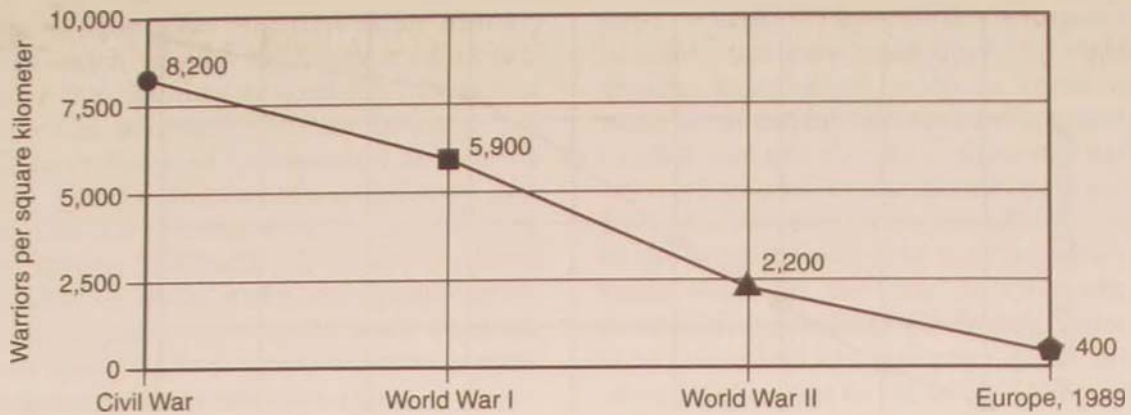 10,000
8,200
7,500
5,900
5,000
2,500
2,200
0
400
Warriors per square kilometer
Civil War
World War I
World War II
Europe, 1989